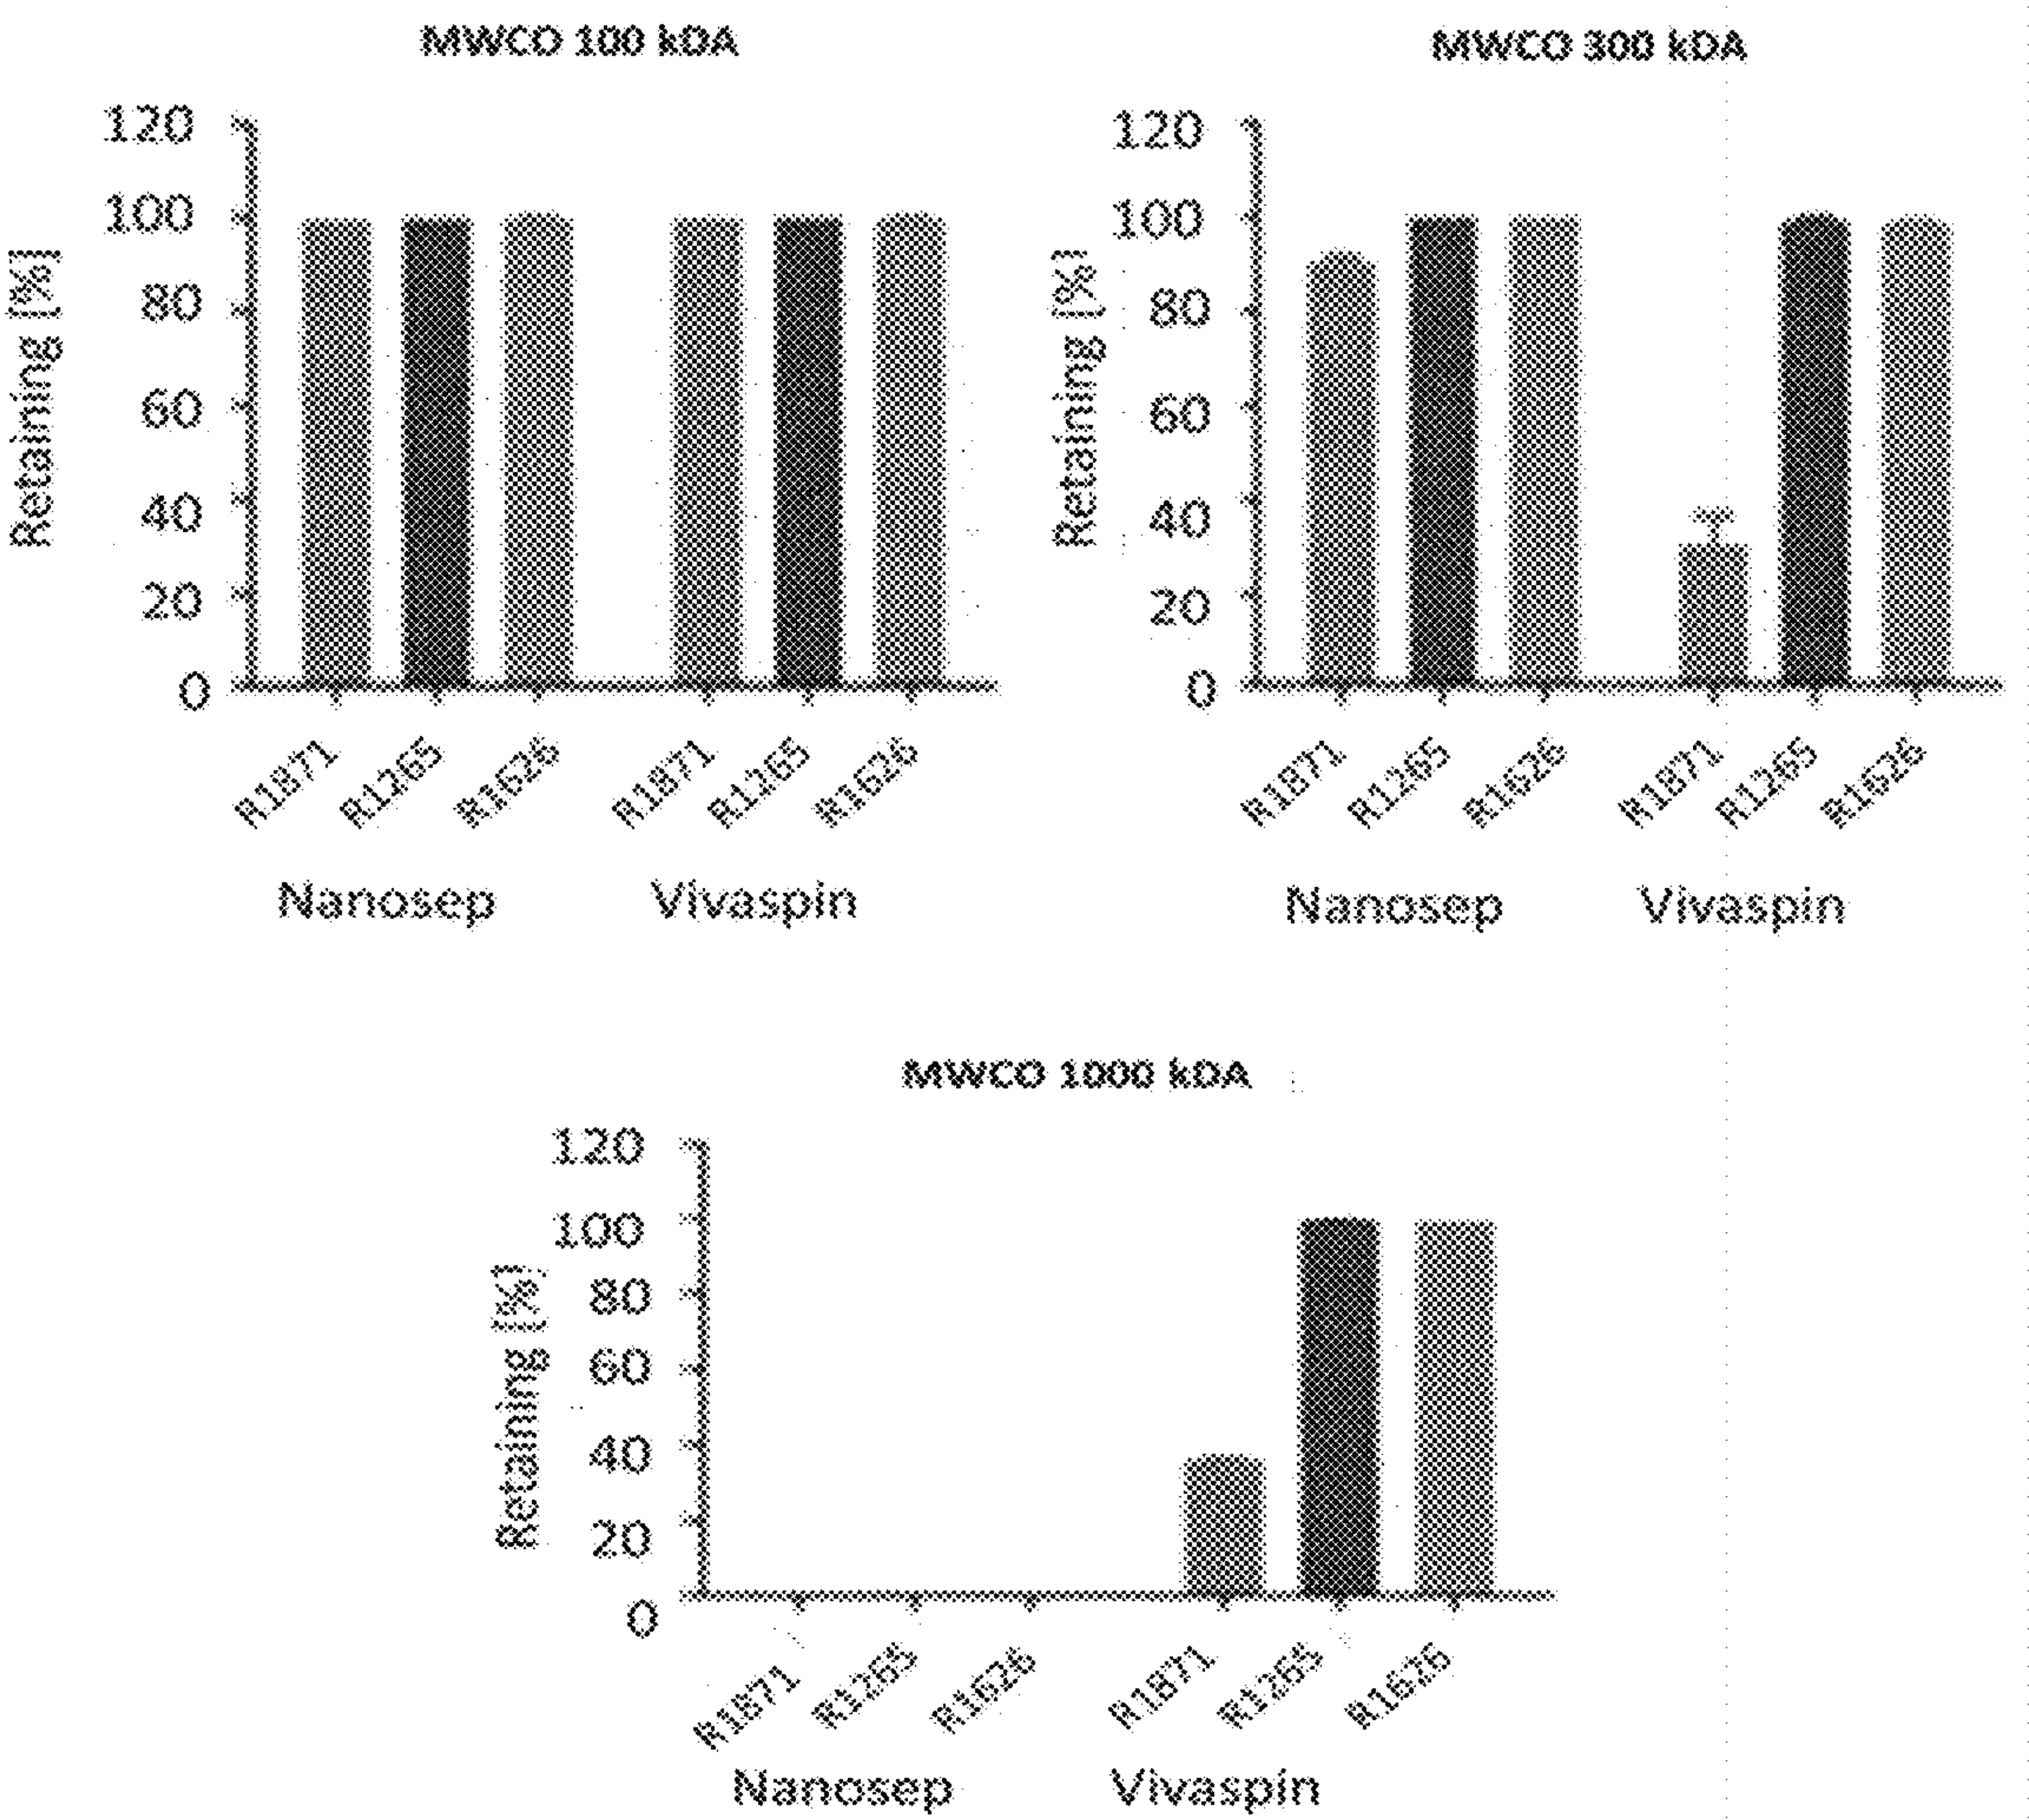 MWCO 100 kDA
Retaining [%]
120
100
80
60
40
20
0
R1871 R1265 R1626 R1871 R1265 R1626
Nanosep Vivaspin
MWCO 300 kDA
Retaining [%]
120
100
80
60
40
20
0
R1871 R1265 R1626 R1871 R1265 R1626
Nanosep Vivaspin
MWCO 1000 kDA
Retaining [%]
120
100
80
60
40
20
0
R1871 R1265 R1626 R1871 R1265 R1626
Nanosep Vivaspin